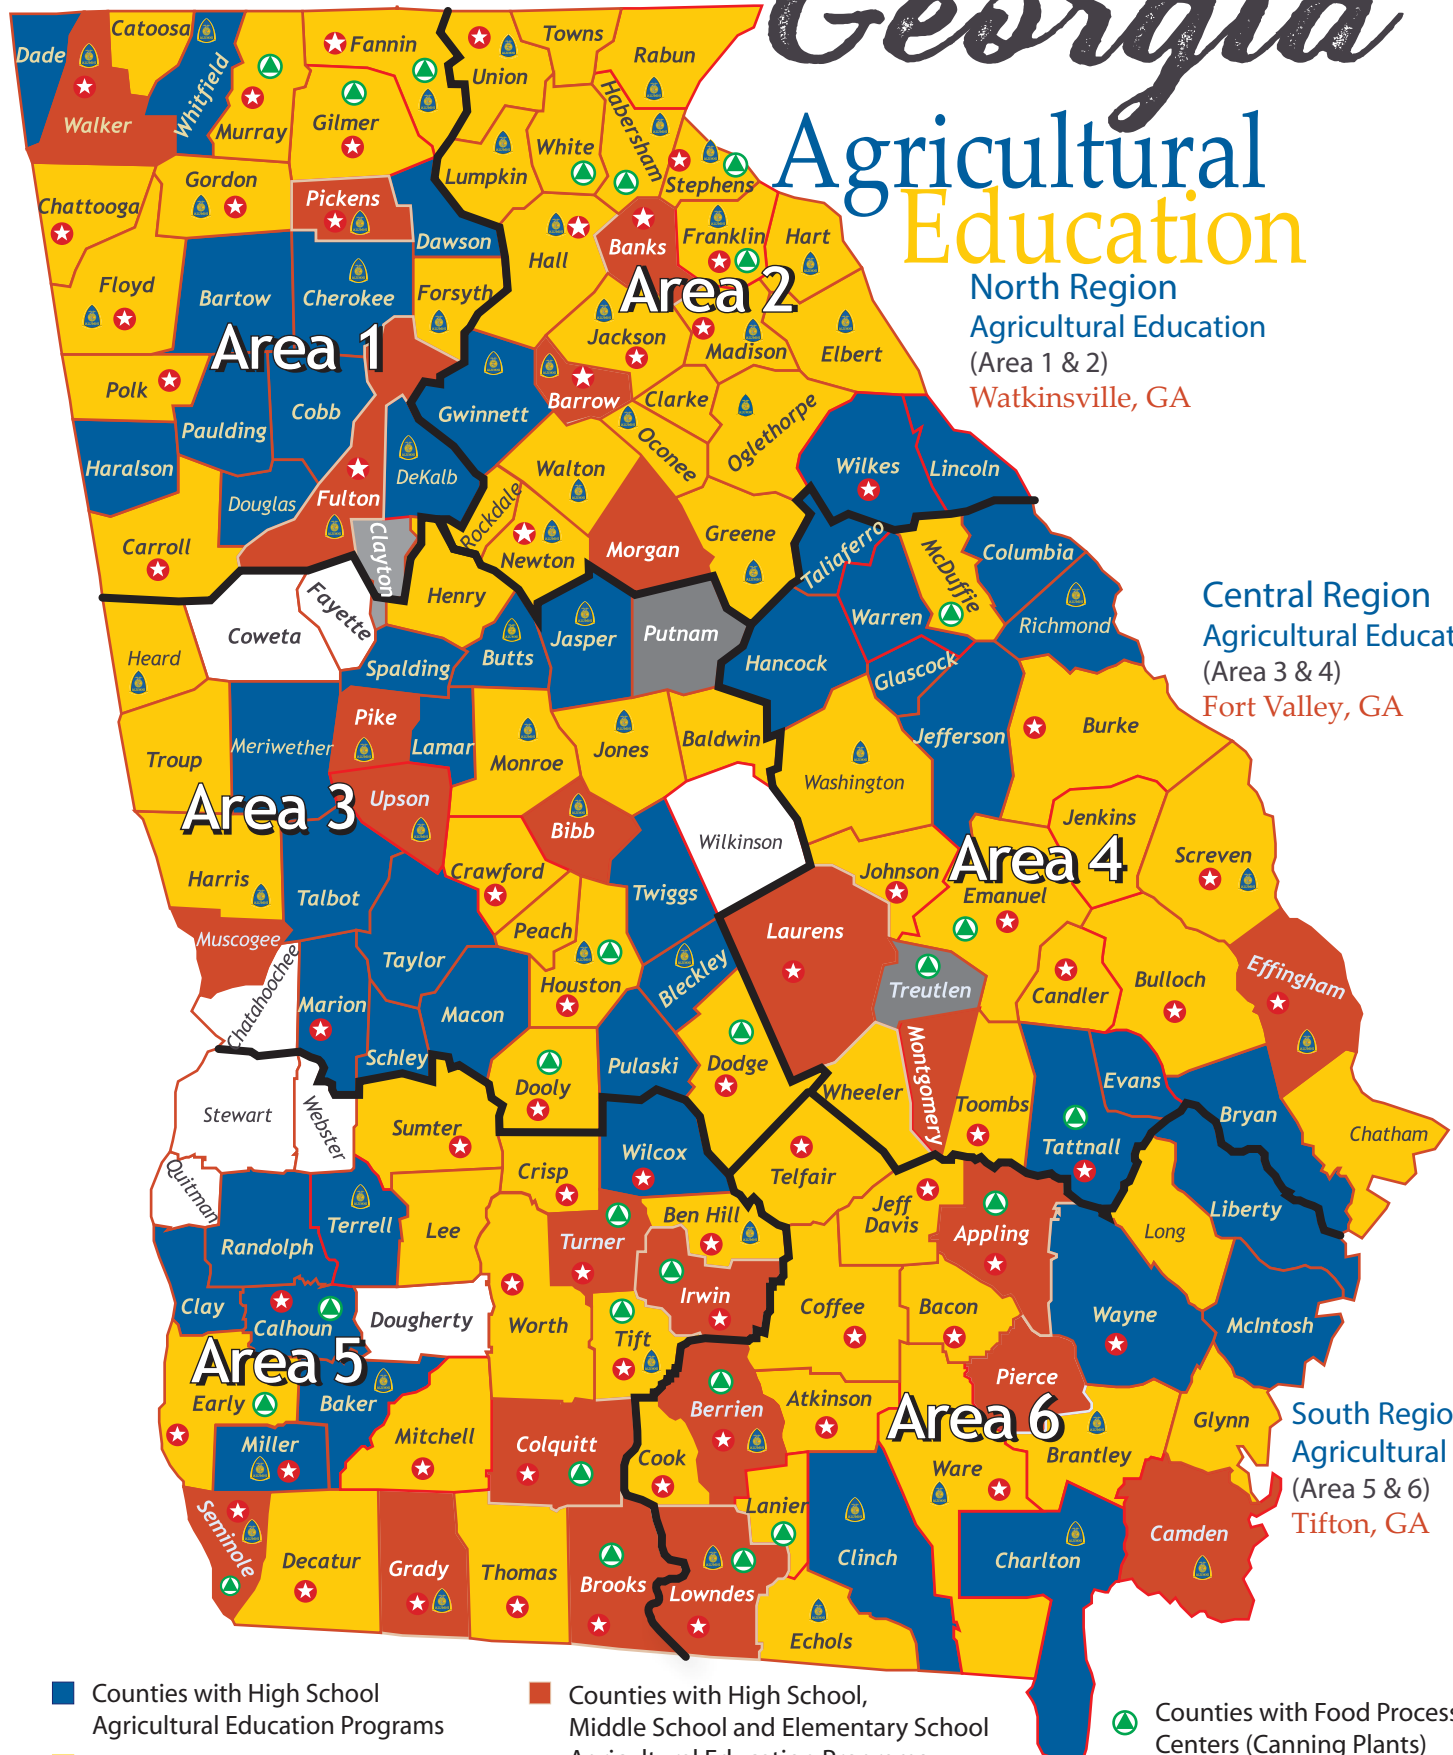 Georgia
Agricultural
Education
North Region
Agricultural Education
(Area 1 & 2)
Watkinsville, GA
Central Region
Agricultural Educat
(Area 3 & 4)
Fort Valley, GA
South Regio
Agricultural
(Area 5 & 6)
Tifton, GA
Area 1
Dade
Catoosa
Walker
Whitfield
Murray
Fannin
Gilmer
Chattooga
Gordon
Pickens
Dawson
Floyd
Bartow
Cherokee
Forsyth
Polk
Paulding
Cobb
Haralson
Douglas
Fulton
DeKalb
Carroll
Clayton
Area 2
Union
Towns
Rabun
Lumpkin
White
Habersham
Stephens
Hall
Banks
Franklin
Hart
Jackson
Madison
Elbert
Gwinnett
Barrow
Clarke
Oconee
Oglethorpe
Walton
Rockdale
Newton
Morgan
Greene
Wilkes
Lincoln
Area 3
Coweta
Fayette
Henry
Heard
Spalding
Butts
Jasper
Putnam
Troup
Meriwether
Pike
Lamar
Monroe
Jones
Baldwin
Upson
Bibb
Wilkinson
Harris
Talbot
Crawford
Twiggs
Peach
Muscogee
Chatahoochee
Taylor
Houston
Bleckley
Marion
Macon
Schley
Dooly
Pulaski
Dodge
Area 4
Taliaferro
McDuffie
Columbia
Warren
Richmond
Hancock
Glascock
Jefferson
Burke
Washington
Jenkins
Screven
Johnson
Emanuel
Laurens
Treutlen
Candler
Bulloch
Effingham
Montgomery
Wheeler
Toombs
Evans
Tattnall
Bryan
Chatham
Area 5
Stewart
Webster
Sumter
Quitman
Crisp
Wilcox
Randolph
Terrell
Lee
Turner
Ben Hill
Irwin
Clay
Calhoun
Dougherty
Worth
Tift
Early
Baker
Miller
Mitchell
Colquitt
Seminole
Decatur
Grady
Thomas
Brooks
Area 6
Telfair
Jeff
Davis
Appling
Long
Liberty
Coffee
Bacon
Wayne
McIntosh
Pierce
Berrien
Atkinson
Cook
Ware
Brantley
Glynn
Lanier
Clinch
Charlton
Camden
Lowndes
Echols
Counties with High School
Agricultural Education Programs
Counties with High School,
Middle School and Elementary School
Counties with Food Process
Centers (Canning Plants)